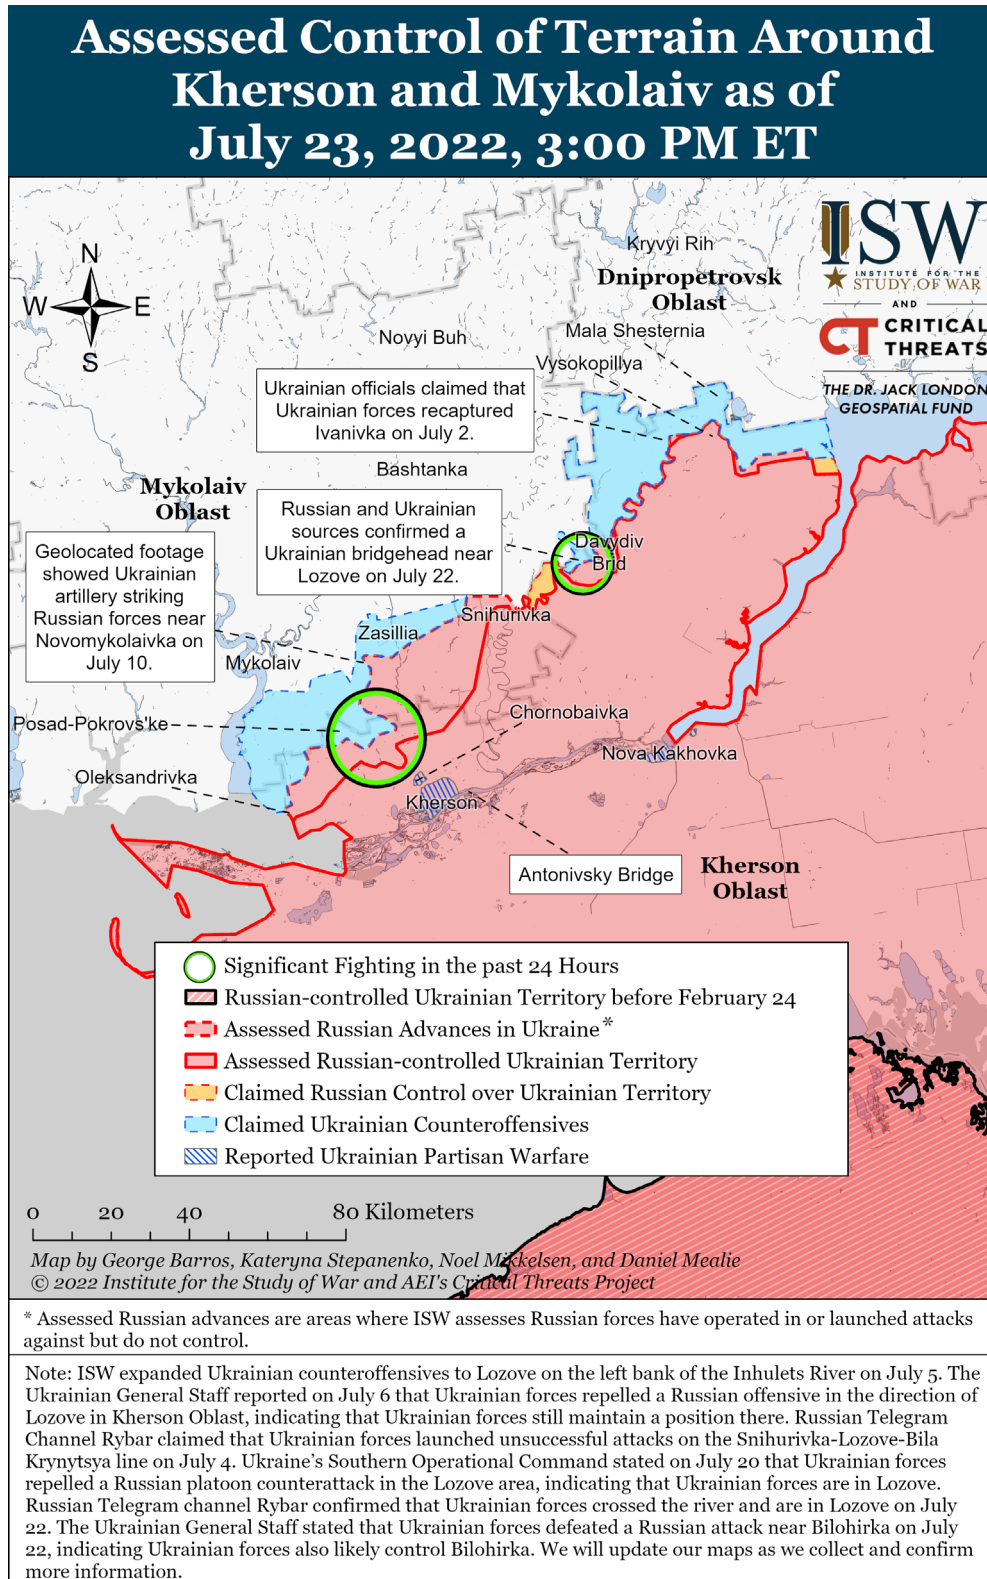 Assessed Control of Terrain Around
Kherson and Mykolaiv as of
July 23, 2022, 3:00 PM ET
ISW
INSTITUTE FOR THE
STUDY OF WAR
AND
CT CRITICAL
THREATS
THE DR. JACK LONDON
GEOSPATIAL FUND
N
W E
S
Kryvyi Rih
Dnipropetrovsk
Oblast
Mala Shesternia
Novyi Buh
Vysokopillya
Ukrainian officials claimed that
Ukrainian forces recaptured
Ivanivka on July 2.
Bashtanka
Mykolaiv
Oblast
Russian and Ukrainian
sources confirmed a
Ukrainian bridgehead near
Lozove on July 22.
Davydiv
Brid
Geolocated footage
showed Ukrainian
artillery striking
Russian forces near
Novomykolaivka on
July 10.
Snihurivka
Zasillia
Mykolaiv
Chornobaivka
Posad-Pokrovs'ke
Nova Kakhovka
Oleksandrivka
Kherson
Antonivsky Bridge
Kherson
Oblast
Significant Fighting in the past 24 Hours
Russian-controlled Ukrainian Territory before February 24
Assessed Russian Advances in Ukraine*
Assessed Russian-controlled Ukrainian Territory
Claimed Russian Control over Ukrainian Territory
Claimed Ukrainian Counteroffensives
Reported Ukrainian Partisan Warfare
0 20 40 80 Kilometers
Map by George Barros, Kateryna Stepanenko, Noel Mikkelsen, and Daniel Mealie
© 2022 Institute for the Study of War and AEI's Critical Threats Project
* Assessed Russian advances are areas where ISW assesses Russian forces have operated in or launched attacks
against but do not control.
Note: ISW expanded Ukrainian counteroffensives to Lozove on the left bank of the Inhulets River on July 5. The
Ukrainian General Staff reported on July 6 that Ukrainian forces repelled a Russian offensive in the direction of
Lozove in Kherson Oblast, indicating that Ukrainian forces still maintain a position there. Russian Telegram
Channel Rybar claimed that Ukrainian forces launched unsuccessful attacks on the Snihurivka-Lozove-Bila
Krynytsya line on July 4. Ukraine's Southern Operational Command stated on July 20 that Ukrainian forces
repelled a Russian platoon counterattack in the Lozove area, indicating that Ukrainian forces are in Lozove.
Russian Telegram channel Rybar confirmed that Ukrainian forces crossed the river and are in Lozove on July
22. The Ukrainian General Staff stated that Ukrainian forces defeated a Russian attack near Bilohirka on July
22, indicating Ukrainian forces also likely control Bilohirka. We will update our maps as we collect and confirm
more information.